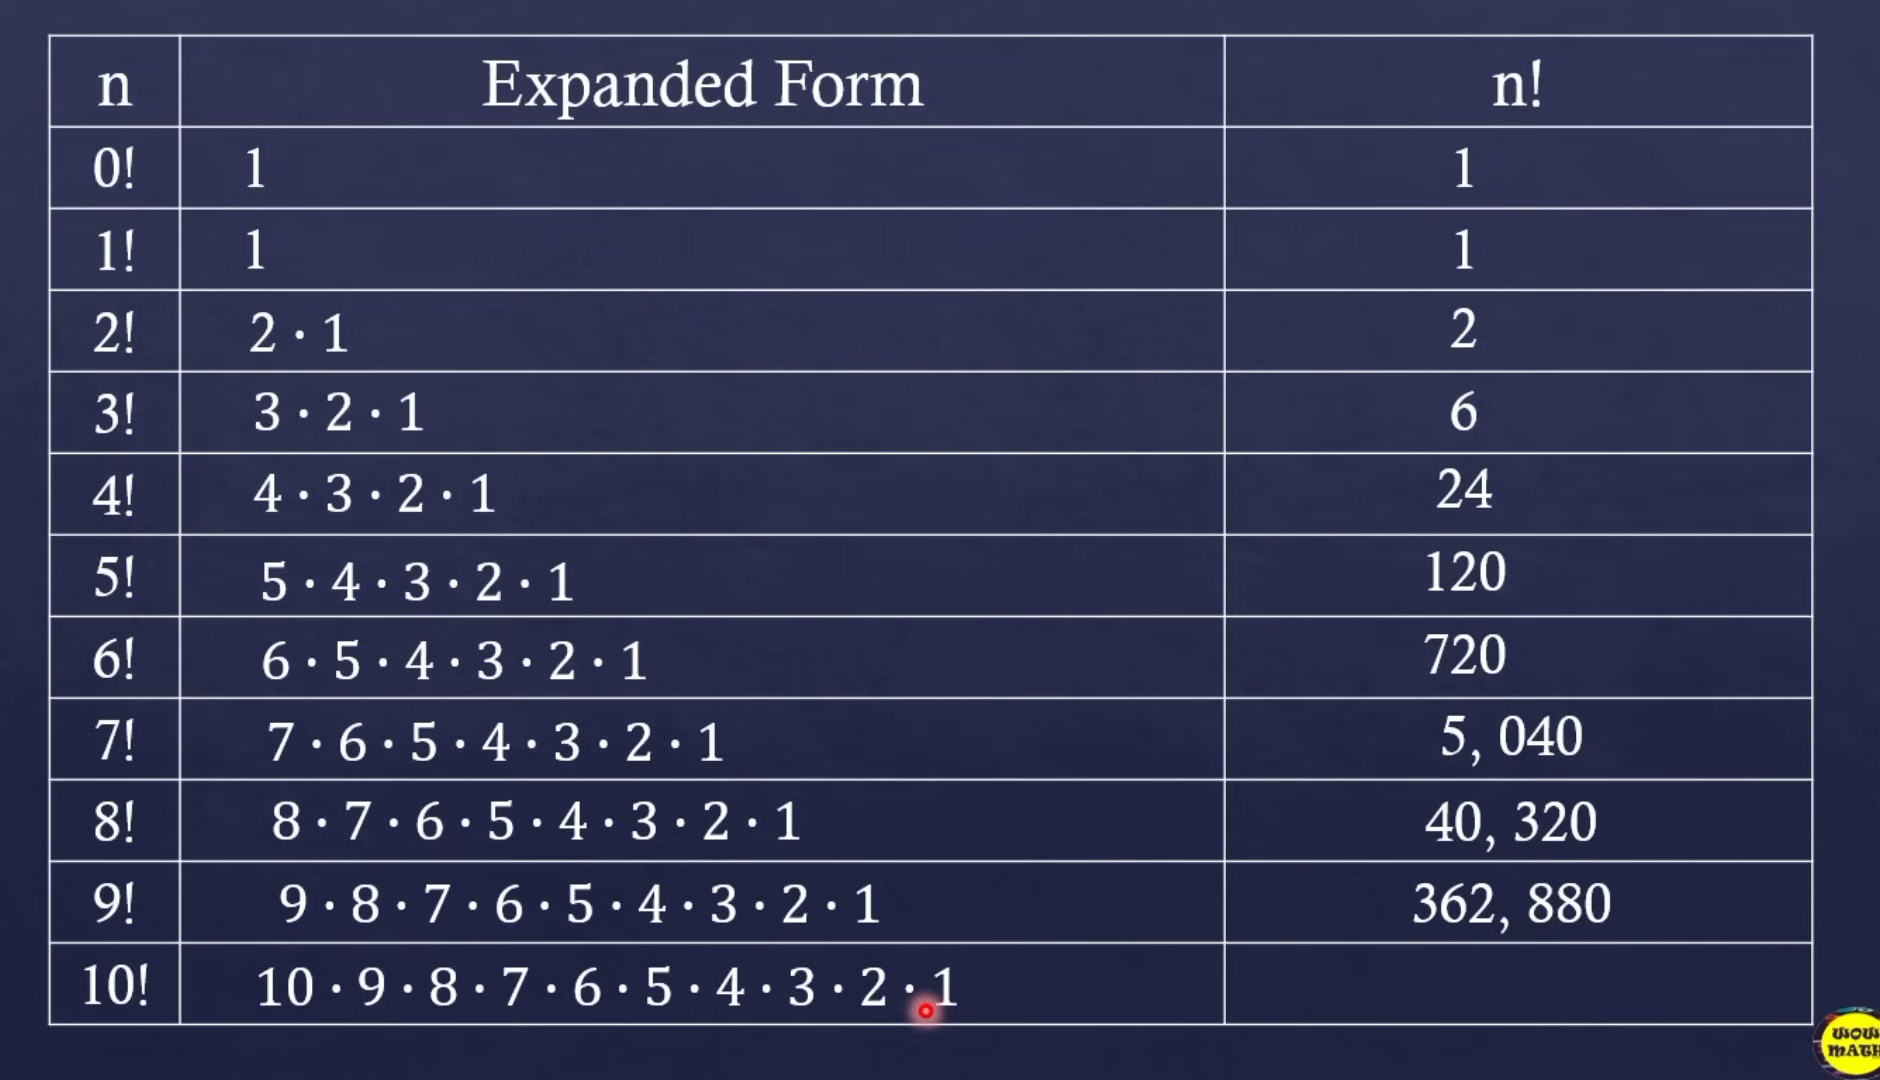 n Expanded Form n!
0! 1 1
1! 1 1
2! 2 · 1 2
3! 3 · 2 · 1 6
4! 4 · 3 · 2 · 1 24
5! 5 · 4 · 3 · 2 · 1 120
6! 6 · 5 · 4 · 3 · 2 · 1 720
7! 7 · 6 · 5 · 4 · 3 · 2 · 1 5, 040
8! 8 · 7 · 6 · 5 · 4 · 3 · 2 · 1 40, 320
9! 9 · 8 · 7 · 6 · 5 · 4 · 3 · 2 · 1 362, 880
10! 10 · 9 · 8 · 7 · 6 · 5 · 4 · 3 · 2 · 1
WOW
MATH